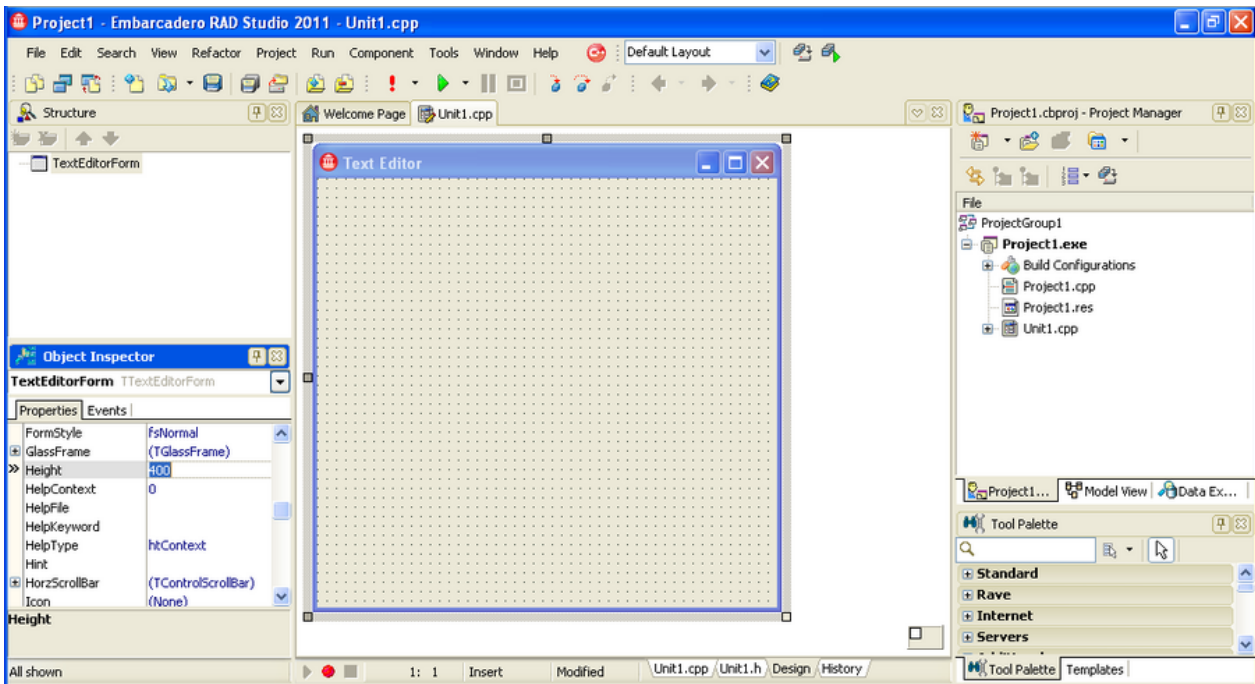 Project1 - Embarcadero RAD Studio 2011 - Unit1.cpp
File Edit Search View Refactor Project Run Component Tools Window Help Default Layout
Structure
TextEditorForm
Object Inspector
TextEditorForm TTextEditorForm
Properties Events
FormStyle fsNormal
GlassFrame (TGlassFrame)
Height 400
HelpContext 0
HelpFile
HelpKeyword
HelpType htContext
Hint
HorzScrollBar (TControlScrollBar)
Icon (None)
Height
All shown
Welcome Page Unit1.cpp
Text Editor
1: 1 Insert Modified Unit1.cpp Unit1.h Design History
Project1.cbproj - Project Manager
File
ProjectGroup1
Project1.exe
Build Configurations
Project1.cpp
Project1.res
Unit1.cpp
Project1... Model View Data Ex...
Tool Palette
Standard
Rave
Internet
Servers
Tool Palette Templates